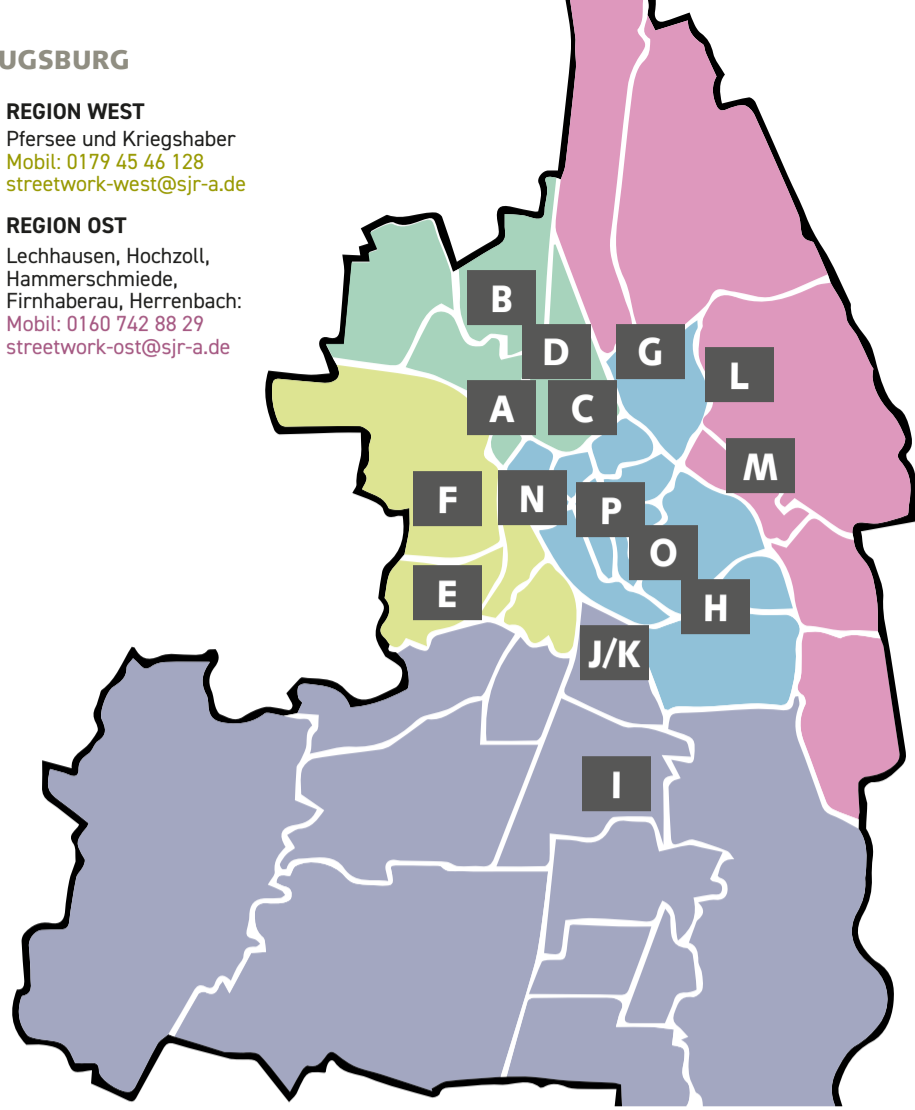 UGSBURG
REGION WEST
Pfersee und Kriegshaber
Mobil: 0179 45 46 128
streetwork-west@sjr-a.de
REGION OST
Lechhausen, Hochzoll,
Hammerschmiede,
Firnhaberau, Herrenbach:
Mobil: 0160 742 88 29
streetwork-ost@sjr-a.de
B
D
G
L
A
C
M
F
N
P
O
E
H
J/K
I